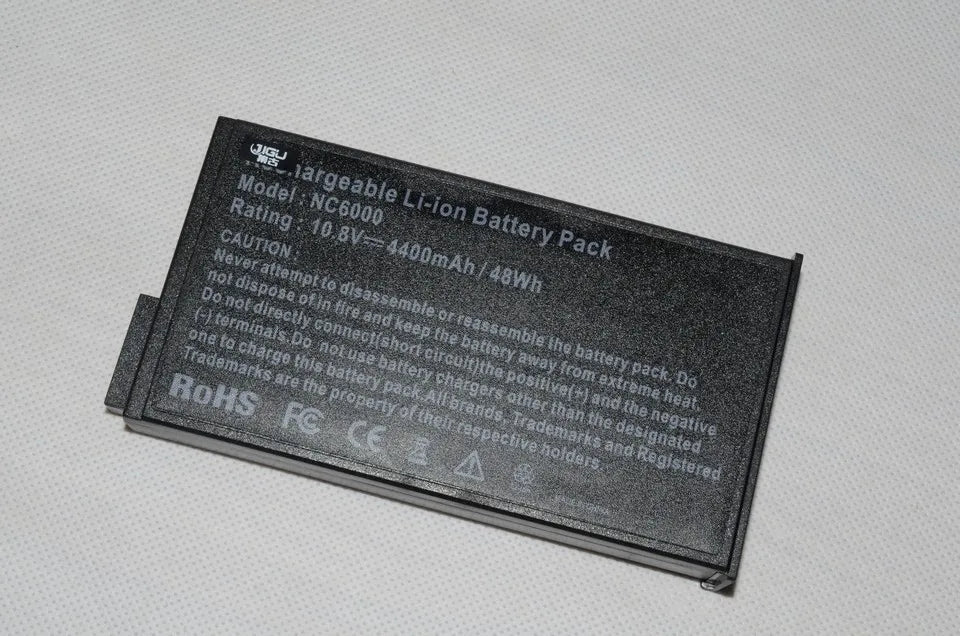 JIGU
蒙古
Rechargeable Li-ion Battery Pack
Model : NC6000
Rating : 10.8V⎓ 4400mAh / 48Wh
CAUTION :
Never attempt to disassemble or reassemble the battery pack. Do
not dispose of in fire and keep the battery away from extreme heat,
Do not directly connect(short circuit)the positive(+) and the negative
(-) terminals.Do not use battery chargers other than the designated
one to charge this battery pack.All brands, Trademarks and Registered
Trademarks are the property of their respective holders.
RoHS FC CE